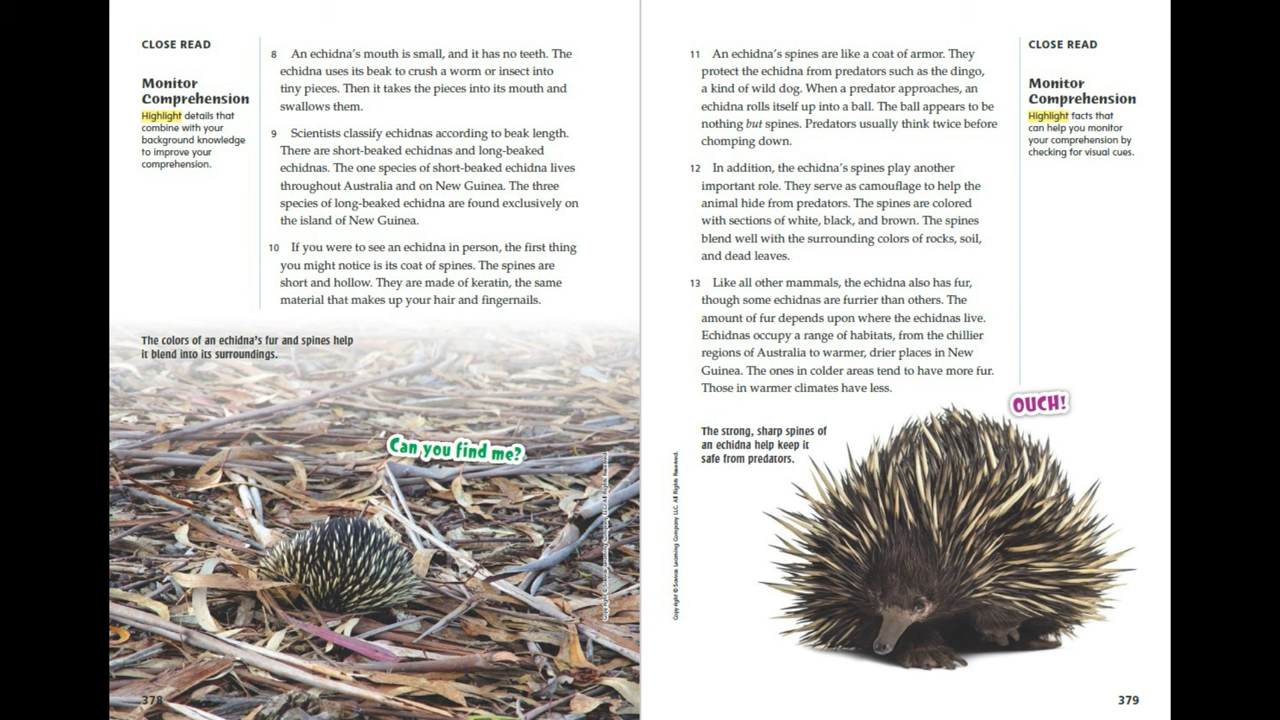 CLOSE READ
Monitor
Comprehension
Highlight details that
combine with your
background knowledge
to improve your
comprehension.
8 An echidna's mouth is small, and it has no teeth. The
echidna uses its beak to crush a worm or insect into
tiny pieces. Then it takes the pieces into its mouth and
swallows them.
9 Scientists classify echidnas according to beak length.
There are short-beaked echidnas and long-beaked
echidnas. The one species of short-beaked echidna lives
throughout Australia and on New Guinea. The three
species of long-beaked echidna are found exclusively on
the island of New Guinea.
10 If you were to see an echidna in person, the first thing
you might notice is its coat of spines. The spines are
short and hollow. They are made of keratin, the same
material that makes up your hair and fingernails.
The colors of an echidna's fur and spines help
it blend into its surroundings.
Can you find me?
Copyright © Savvas Learning Company LLC. All Rights Reserved.
378
11 An echidna's spines are like a coat of armor. They
protect the echidna from predators such as the dingo,
a kind of wild dog. When a predator approaches, an
echidna rolls itself up into a ball. The ball appears to be
nothing but spines. Predators usually think twice before
chomping down.
12 In addition, the echidna's spines play another
important role. They serve as camouflage to help the
animal hide from predators. The spines are colored
with sections of white, black, and brown. The spines
blend well with the surrounding colors of rocks, soil,
and dead leaves.
13 Like all other mammals, the echidna also has fur,
though some echidnas are furrier than others. The
amount of fur depends upon where the echidnas live.
Echidnas occupy a range of habitats, from the chillier
regions of Australia to warmer, drier places in New
Guinea. The ones in colder areas tend to have more fur.
Those in warmer climates have less.
CLOSE READ
Monitor
Comprehension
Highlight facts that
can help you monitor
your comprehension by
checking for visual cues.
OUCH!
The strong, sharp spines of
an echidna help keep it
safe from predators.
Copyright © Savvas Learning Company LLC. All Rights Reserved.
379